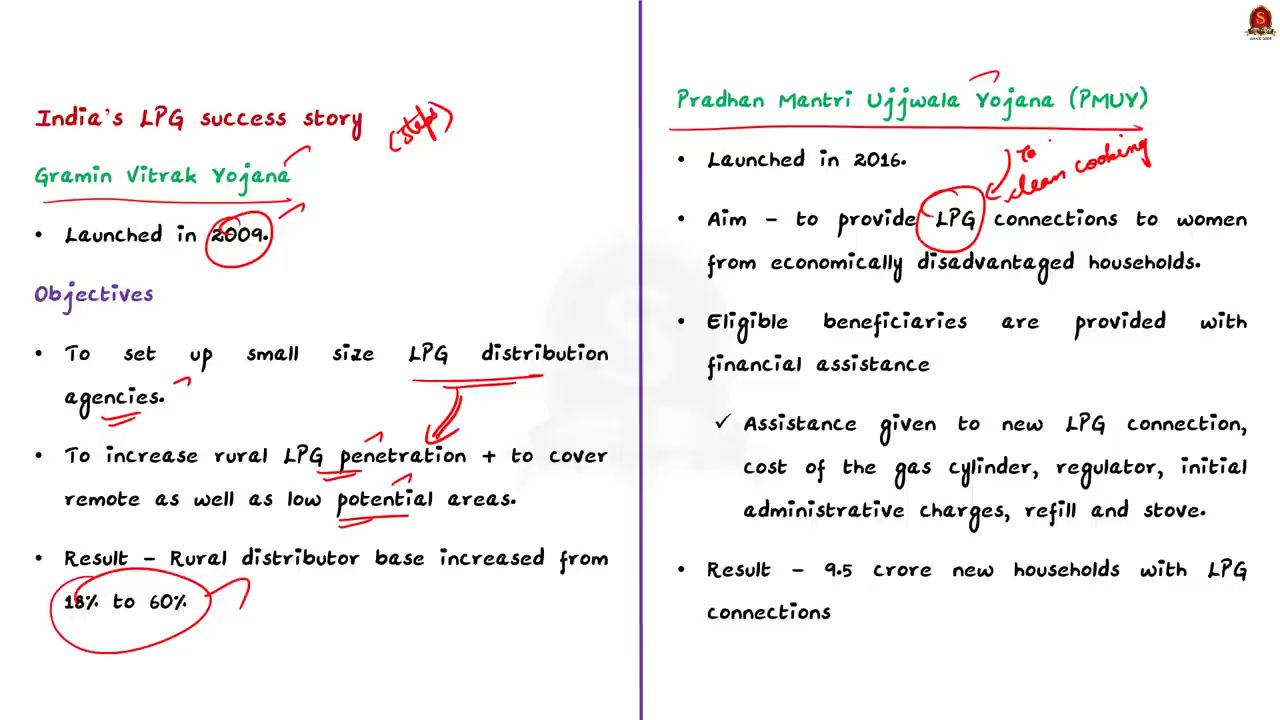 India's LPG success story
(steps)
Gramin Vitrak Yojana
• Launched in 2009.
Objectives
• To set up small size LPG distribution
agencies.
• To increase rural LPG penetration + to cover
remote as well as low potential areas.
• Result - Rural distributor base increased from
18% to 60%
Pradhan Mantri Ujjwala Yojana (PMUY)
• Launched in 2016.
To
clean cooking
• Aim - to provide LPG connections to women
from economically disadvantaged households.
• Eligible beneficiaries are provided with
financial assistance
✓ Assistance given to new LPG connection,
cost of the gas cylinder, regulator, initial
administrative charges, refill and stove.
• Result - 9.5 crore new households with LPG
connections